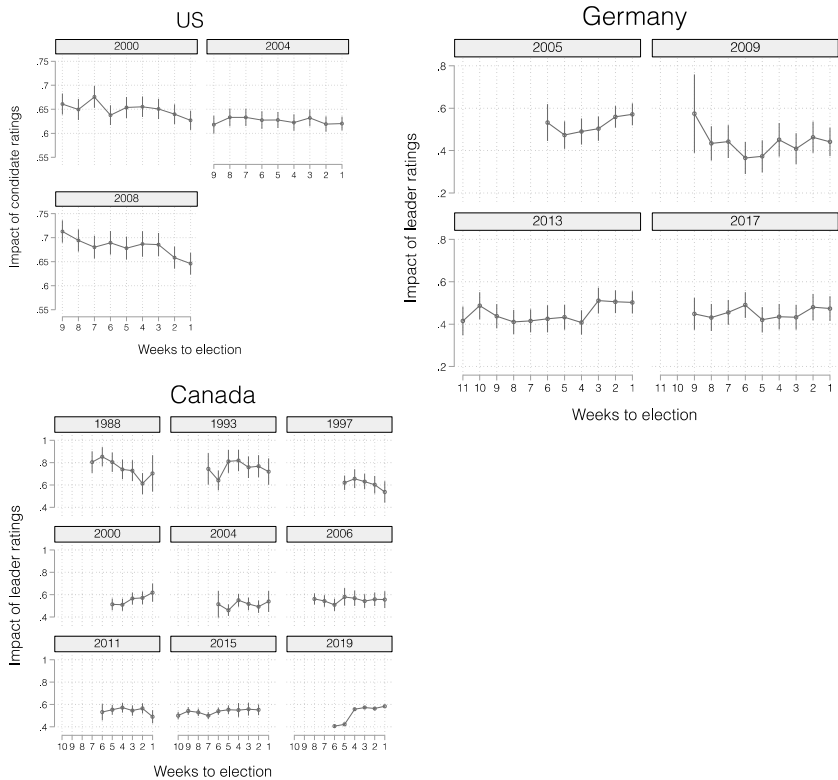 US
2000 2004
.75
.7
.65
.6
.55
9 8 7 6 5 4 3 2 1
2008
.75
.7
.65
.6
.55
9 8 7 6 5 4 3 2 1
Impact of candidate ratings
Weeks to election
Germany
2005 2009
.8
.6
.4
.2
2013 2017
.8
.6
.4
.2
11 10 9 8 7 6 5 4 3 2 1 11 10 9 8 7 6 5 4 3 2 1
Impact of leader ratings
Weeks to election
Canada
1988 1993 1997
1
.8
.6
.4
2000 2004 2006
1
.8
.6
.4
2011 2015 2019
1
.8
.6
.4
10 9 8 7 6 5 4 3 2 1 10 9 8 7 6 5 4 3 2 1 10 9 8 7 6 5 4 3 2 1
Impact of leader ratings
Weeks to election